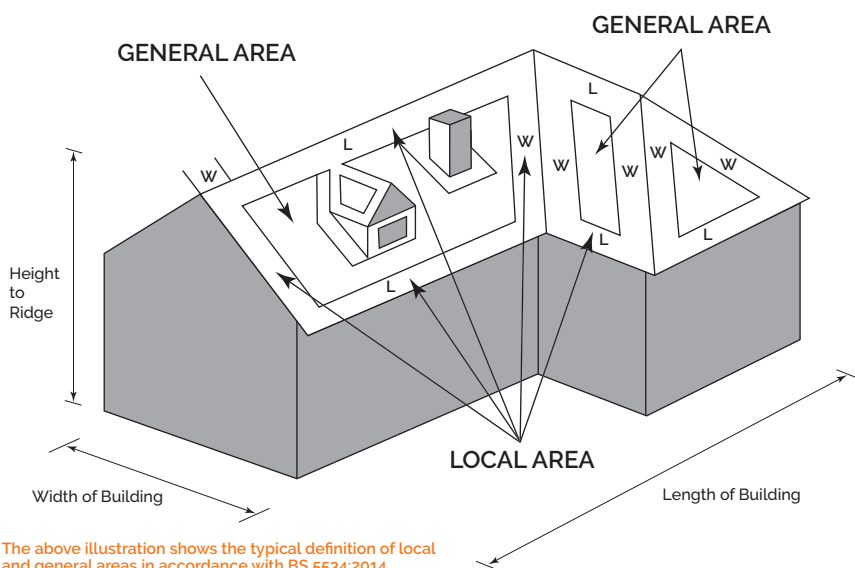 GENERAL AREA
GENERAL AREA
L
L
W
W
W
W
W
W
L
L
L
Height
to
Ridge
LOCAL AREA
Width of Building
Length of Building
The above illustration shows the typical definition of local
and general areas in accordance with BS 5534:2014